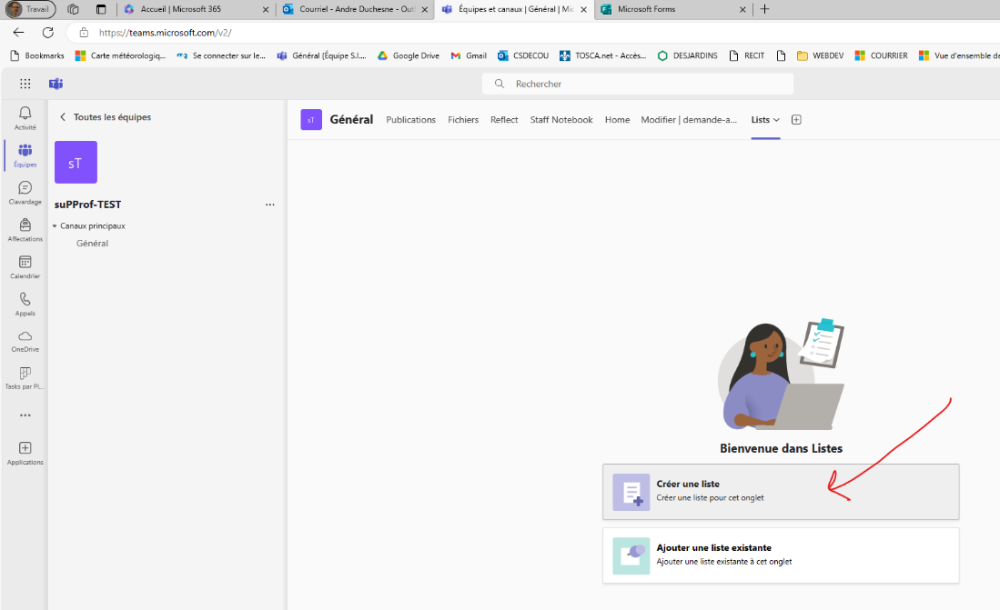 Travail
Accueil | Microsoft 365
Courriel - Andre Duchesne - Out
Équipes et canaux | Général | Mic
Microsoft Forms
https://teams.microsoft.com/v2/
Bookmarks
Carte météorologiq...
Se connecter sur le...
Général (Équipe S.I....
Google Drive
Gmail
CSDECOU
TOSCA.net - Accès...
DESJARDINS
RECIT
WEBDEV
COURRIER
Vue d'ensemble de
Rechercher
Activité
Équipes
Clavardage
Affectations
Calendrier
Appels
OneDrive
Tasks par Pl...
Applications
Toutes les équipes
sT
suPProf-TEST
Canaux principaux
Général
sT
Général
Publications
Fichiers
Reflect
Staff Notebook
Home
Modifier | demande-a...
Lists
Bienvenue dans Listes
Créer une liste
Créer une liste pour cet onglet
Ajouter une liste existante
Ajouter une liste existante à cet onglet